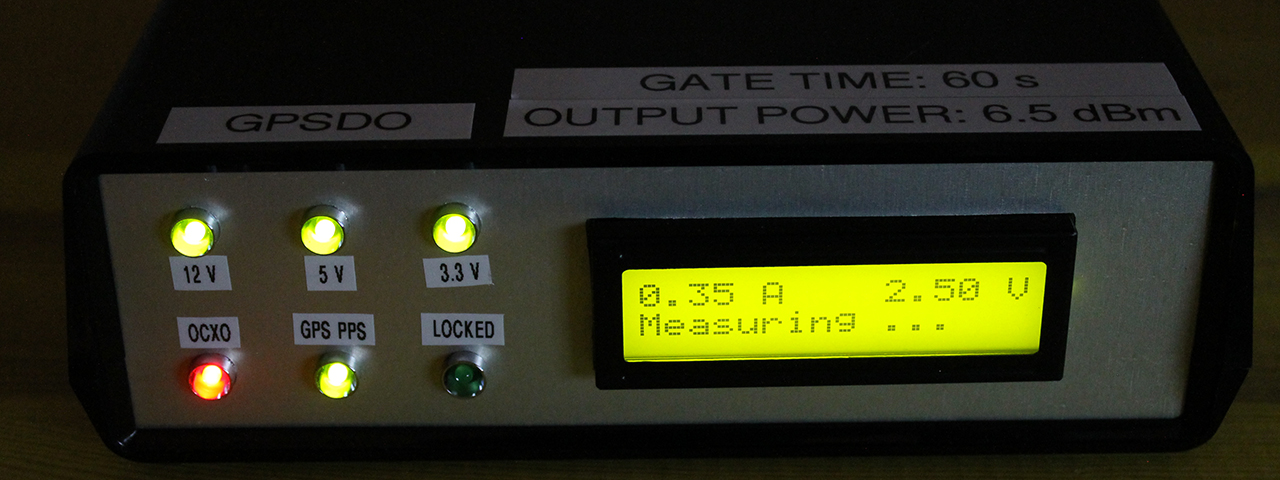 GATE TIME: 60 s
GPSDO
OUTPUT POWER: 6.5 dBm
12 V
5 V
3.3 V
OCXO
GPS PPS
LOCKED
0.35 A 2.50 V
Measuring ...